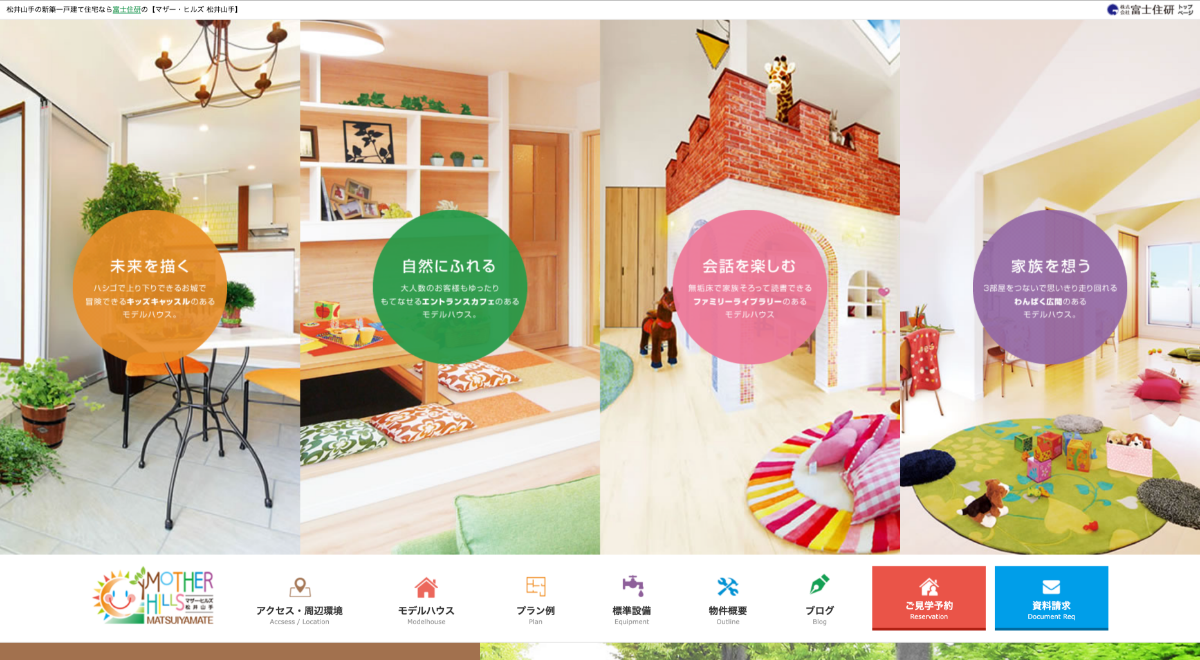 松井山手の新築一戸建て住宅なら富士住研の【マザー・ヒルズ 松井山手】
株式会社 富士住研 トップページ
未来を描く
ハシゴで上り下りできるお城で
冒険できるキッズキャッスルのある
モデルハウス。
自然にふれる
大人数のお客様もゆったり
もてなせるエントランスカフェのある
モデルハウス。
会話を楽しむ
無垢床で家族そろって読書できる
ファミリーライブラリーのある
モデルハウス
家族を想う
3部屋をつないで思いきり走り回れる
わんぱく広間のある
モデルハウス。
MOTHER
HILLS
マザーヒルズ
松井山手
MATSUIYAMATE
アクセス・周辺環境
Accsess / Location
モデルハウス
Modelhouse
プラン例
Plan
標準設備
Equipment
物件概要
Outline
ブログ
Blog
ご見学予約
Reservation
資料請求
Document Req